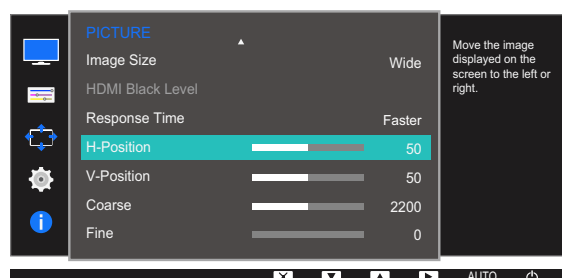 PICTURE
Image Size Wide
HDMI Black Level
Response Time Faster
H-Position 50
V-Position 50
Coarse 2200
Fine 0
Move the image
displayed on the
screen to the left or
right.
AUTO